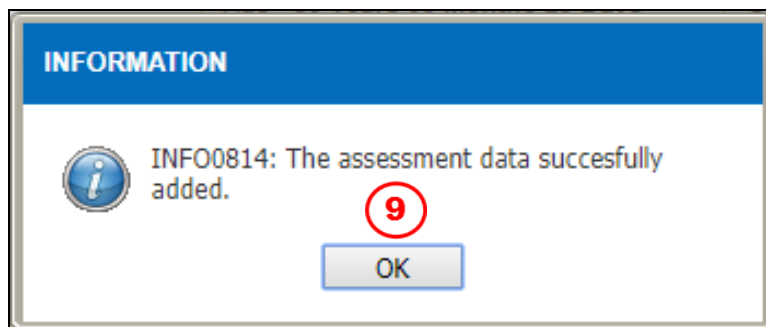 INFORMATION
INFO0814: The assessment data succesfully
added.
9
OK